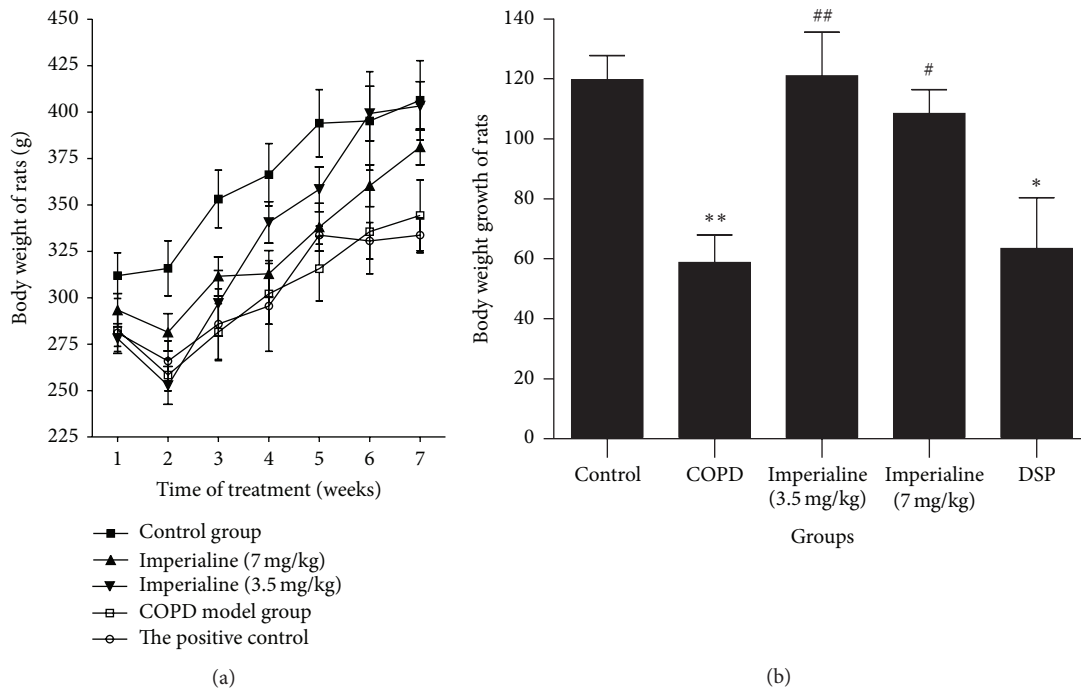 450
425
400
375
350
325
300
275
250
225
Body weight of rats (g)
1 2 3 4 5 6 7
Time of treatment (weeks)
Control group
Imperialine (7 mg/kg)
Imperialine (3.5 mg/kg)
COPD model group
The positive control
(a)
140
120
100
80
60
40
20
0
Body weight growth of rats
**
##
#
*
Control
COPD
Imperialine
(3.5 mg/kg)
Imperialine
(7 mg/kg)
DSP
Groups
(b)